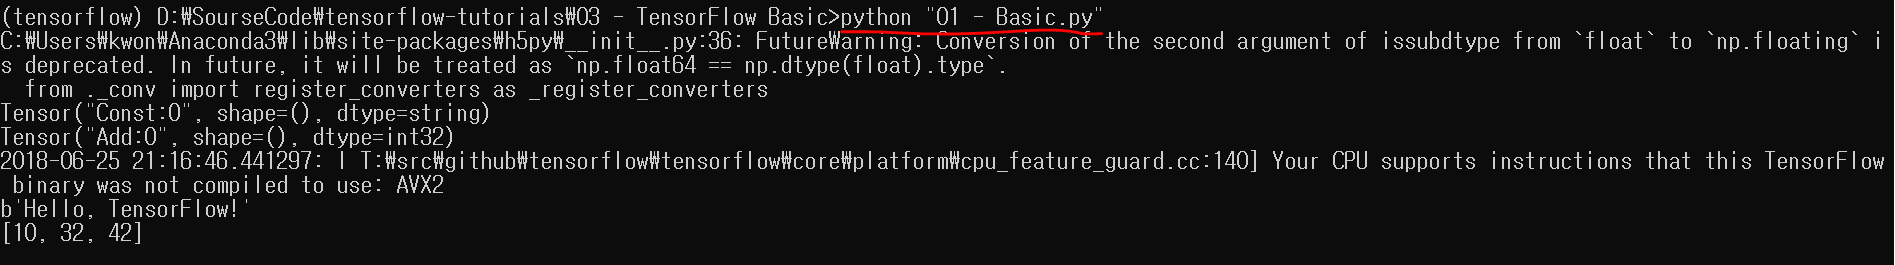 (tensorflow) D:₩SourseCode₩tensorflow-tutorials₩03 - TensorFlow Basic>python "01 - Basic.py"
C:₩Users₩kwon₩Anaconda3₩lib₩site-packages₩h5py₩__init__.py:36: FutureWarning: Conversion of the second argument of issubdtype from `float` to `np.floating` i
s deprecated. In future, it will be treated as `np.float64 == np.dtype(float).type`.
  from ._conv import register_converters as _register_converters
Tensor("Const:0", shape=(), dtype=string)
Tensor("Add:0", shape=(), dtype=int32)
2018-06-25 21:16:46.441297: I T:₩src₩github₩tensorflow₩tensorflow₩core₩platform₩cpu_feature_guard.cc:140] Your CPU supports instructions that this TensorFlow
 binary was not compiled to use: AVX2
b'Hello, TensorFlow!'
[10, 32, 42]